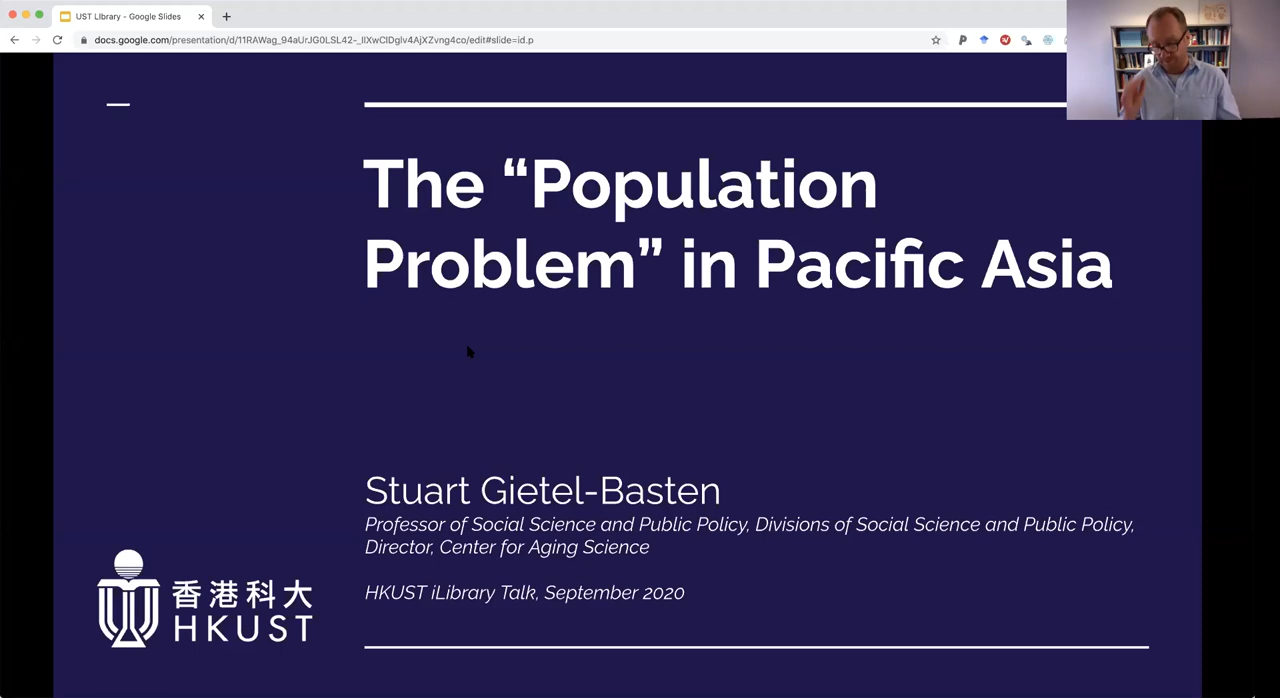 UST Library - Google Slides
docs.google.com/presentation/d/11RAWag_94aUrJG0LSL42-_IIXwClDglv4AjXZvng4co/edit#slide=id.p
The “Population
Problem” in Pacific Asia
Stuart Gietel-Basten
Professor of Social Science and Public Policy, Divisions of Social Science and Public Policy,
Director, Center for Aging Science
HKUST iLibrary Talk, September 2020
香港科大
HKUST